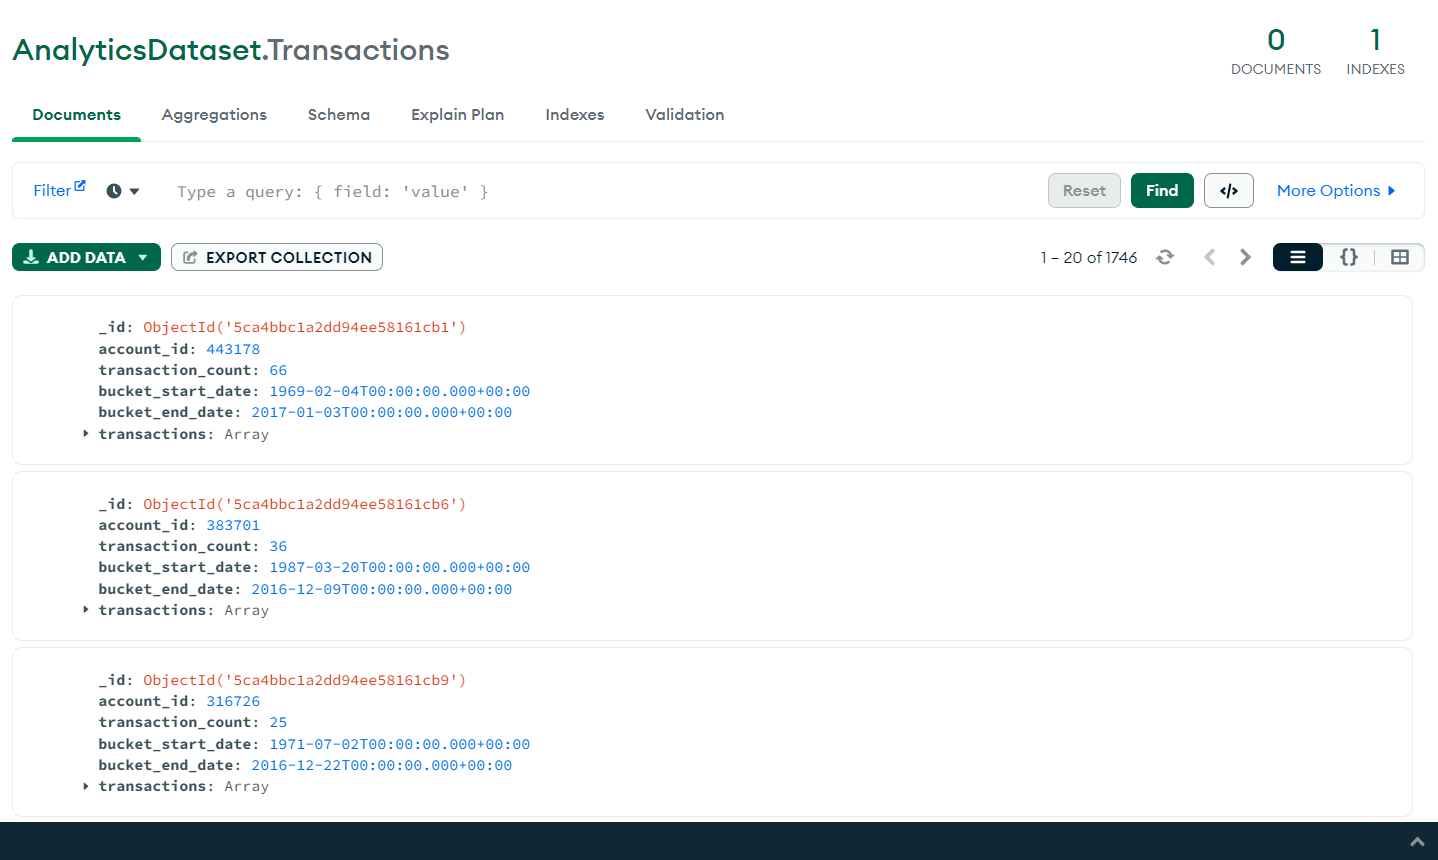 AnalyticsDataset.Transactions
0
DOCUMENTS
1
INDEXES
Documents
Aggregations
Schema
Explain Plan
Indexes
Validation
Filter
Type a query: { field: 'value' }
Reset
Find
</>
More Options
ADD DATA
EXPORT COLLECTION
1 – 20 of 1746
{}
_id: ObjectId('5ca4bbc1a2dd94ee58161cb1')
account_id: 443178
transaction_count: 66
bucket_start_date: 1969-02-04T00:00:00.000+00:00
bucket_end_date: 2017-01-03T00:00:00.000+00:00
transactions: Array
_id: ObjectId('5ca4bbc1a2dd94ee58161cb6')
account_id: 383701
transaction_count: 36
bucket_start_date: 1987-03-20T00:00:00.000+00:00
bucket_end_date: 2016-12-09T00:00:00.000+00:00
transactions: Array
_id: ObjectId('5ca4bbc1a2dd94ee58161cb9')
account_id: 316726
transaction_count: 25
bucket_start_date: 1971-07-02T00:00:00.000+00:00
bucket_end_date: 2016-12-22T00:00:00.000+00:00
transactions: Array